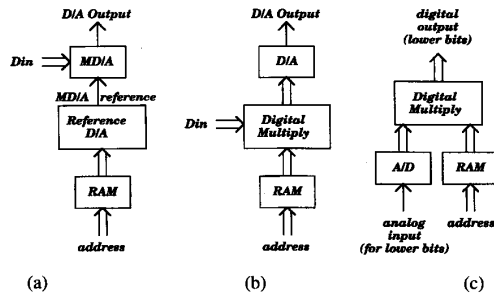 D/A Output
Din
MD/A
MD/A reference
Reference
D/A
RAM
address
(a)
D/A Output
D/A
Din
Digital
Multiply
RAM
address
(b)
digital
output
(lower bits)
Digital
Multiply
A/D
RAM
analog
input
(for lower bits)
address
(c)